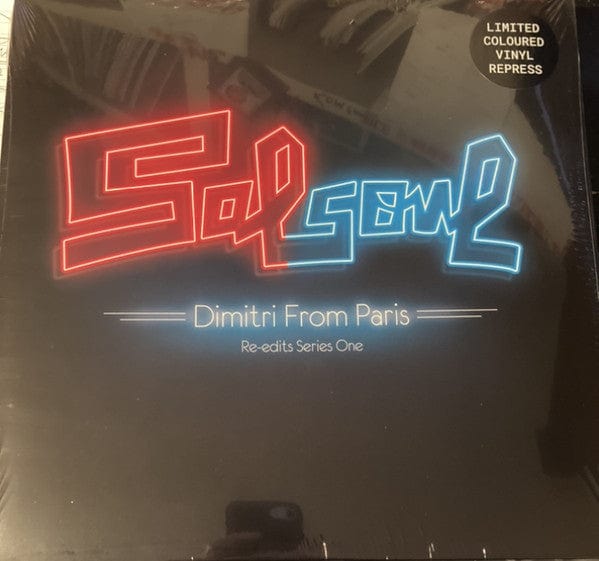 LIMITED
COLOURED
VINYL
REPRESS
Salsoul
Dimitri From Paris
Re-edits Series One